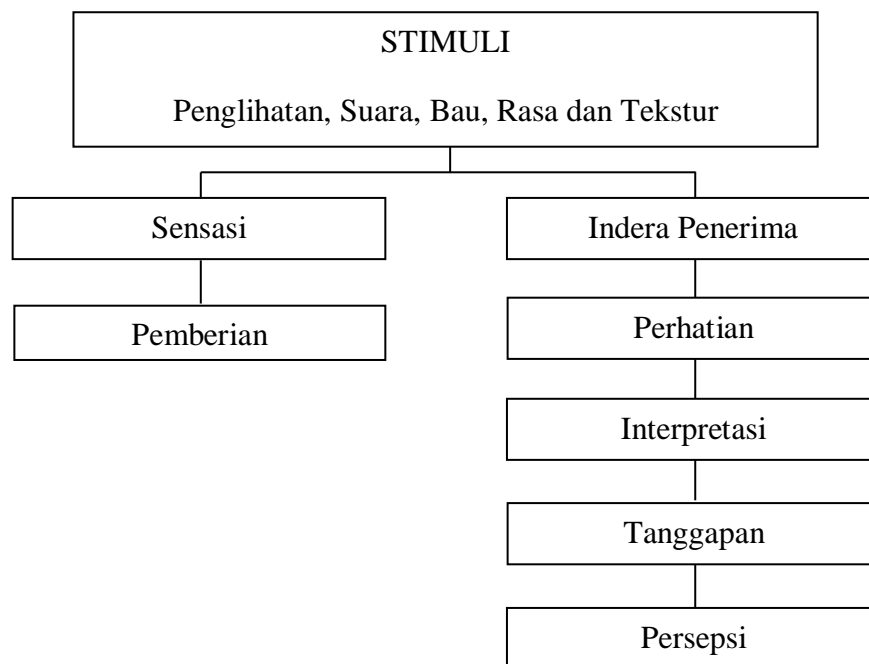 STIMULI
Penglihatan, Suara, Bau, Rasa dan Tekstur
Sensasi
Indera Penerima
Pemberian
Perhatian
Interpretasi
Tanggapan
Persepsi